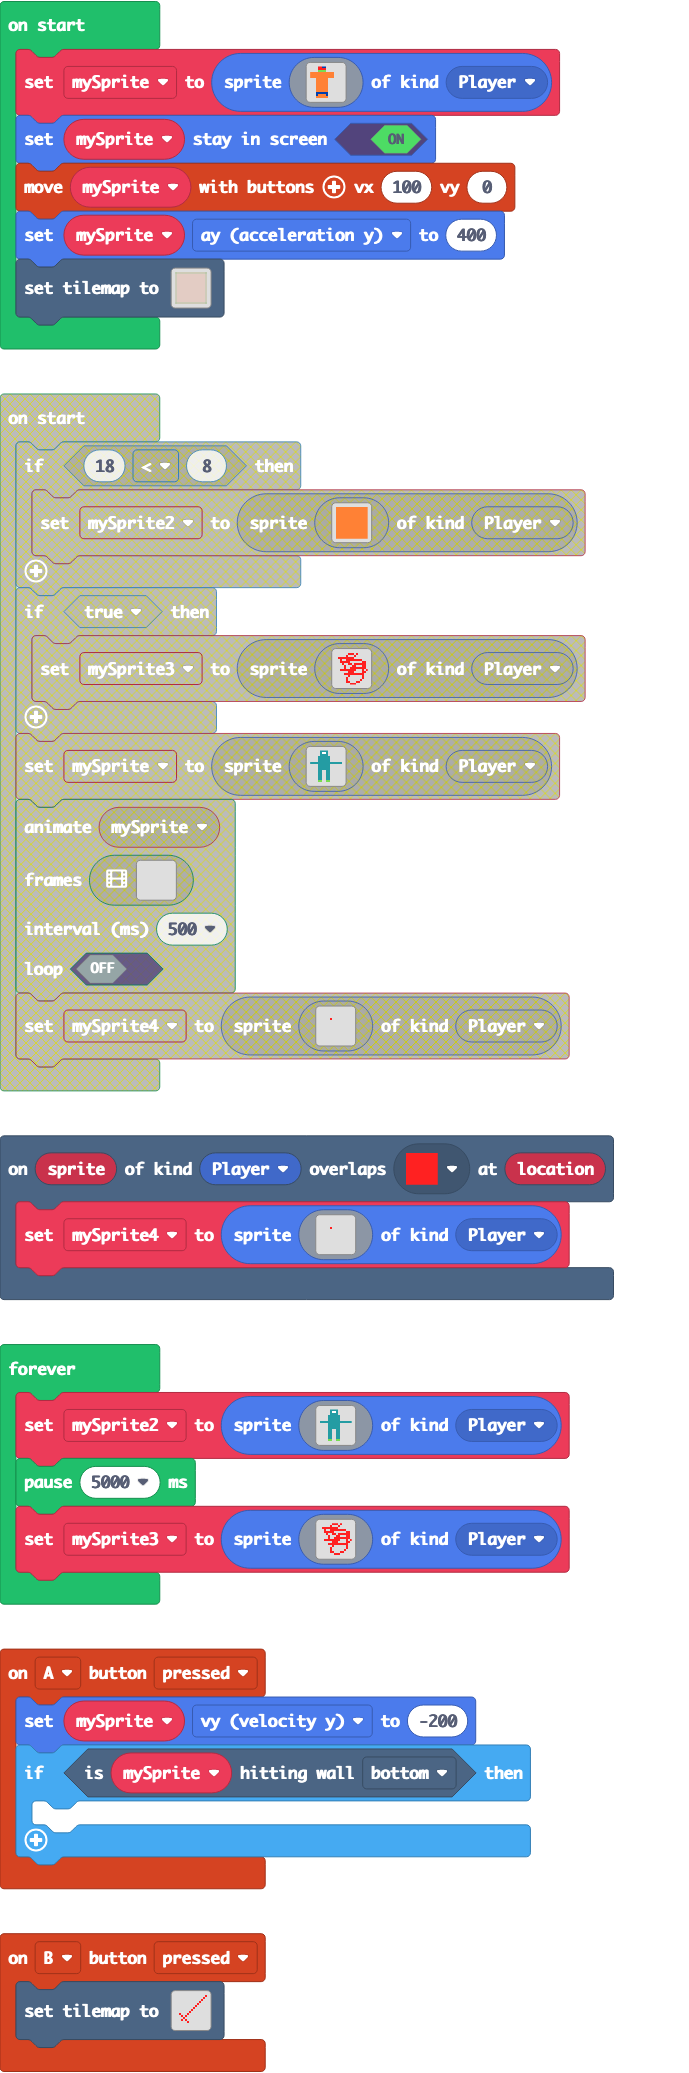 on start
set mySprite to sprite of kind Player
set mySprite stay in screen ON
move mySprite with buttons vx 100 vy 0
set mySprite ay (acceleration y) to 400
set tilemap to
on start
if 18 < 8 then
set mySprite2 to sprite of kind Player
if true then
set mySprite3 to sprite of kind Player
set mySprite to sprite of kind Player
animate mySprite
frames
interval (ms) 500
loop OFF
set mySprite4 to sprite of kind Player
on sprite of kind Player overlaps at location
set mySprite4 to sprite of kind Player
forever
set mySprite2 to sprite of kind Player
pause 5000 ms
set mySprite3 to sprite of kind Player
on A button pressed
set mySprite vy (velocity y) to -200
if is mySprite hitting wall bottom then
on B button pressed
set tilemap to